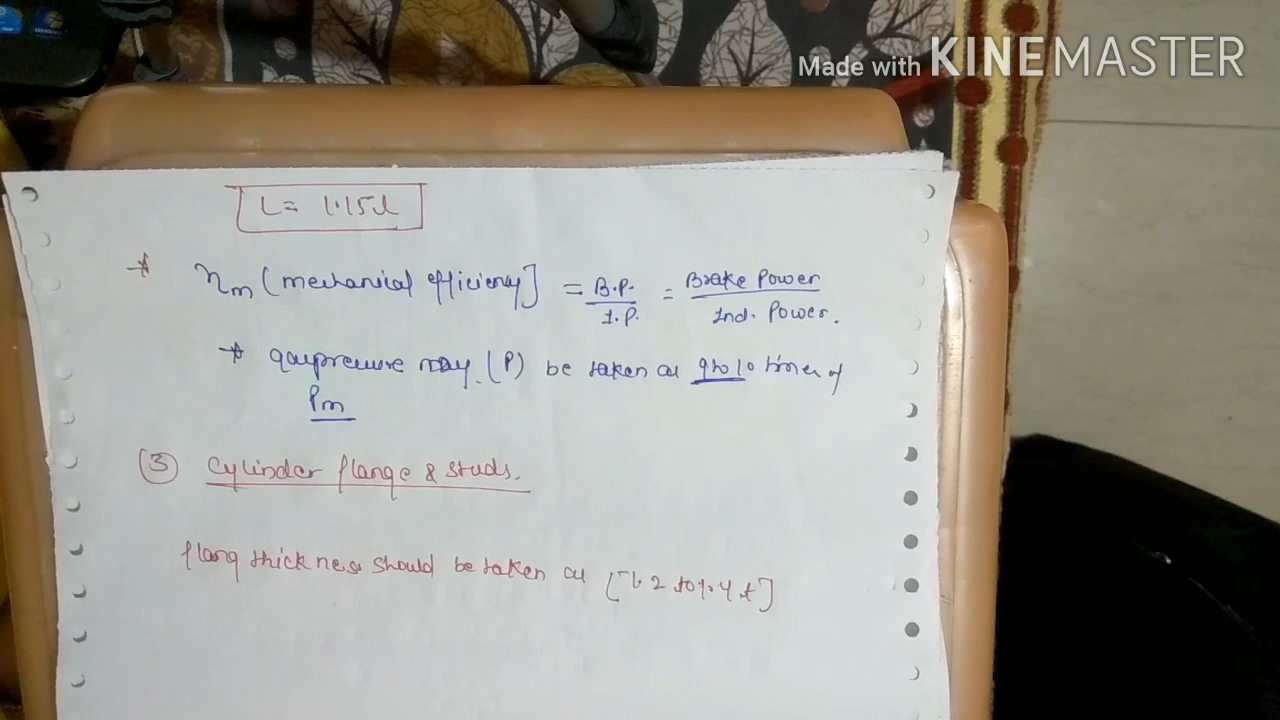 Made with KINEMASTER
L = 1.15 l
* ηm (mechanical efficiency] = B.P. / I.P. = Brake Power / Ind. Power.
* gas pressure may (P) be taken as 9 to 10 times of
Pm
③ Cylinder flange & studs.
flang thickness should be taken as [1.2 to 1.4 t]